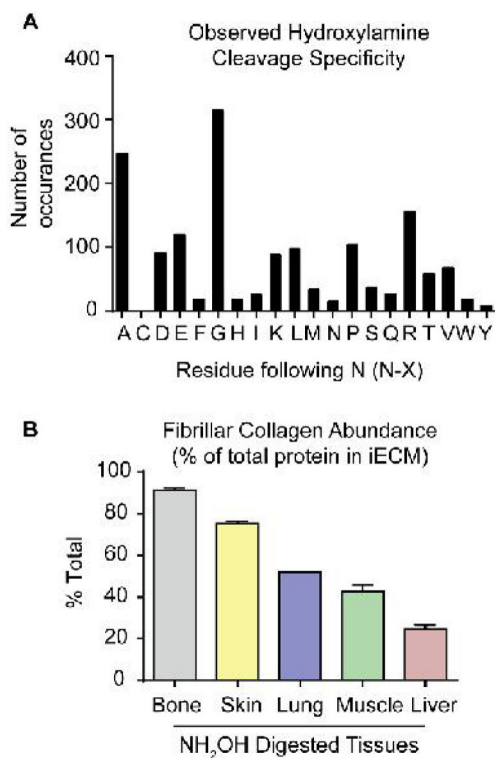 A
Observed Hydroxylamine
Cleavage Specificity
Number of
occurances
400
300
200
100
0
A C D E F G H I K L M N P S Q R T V W Y
Residue following N (N-X)
B
Fibrillar Collagen Abundance
(% of total protein in iECM)
% Total
100
80
60
40
20
0
Bone Skin Lung Muscle Liver
NH₂OH Digested Tissues